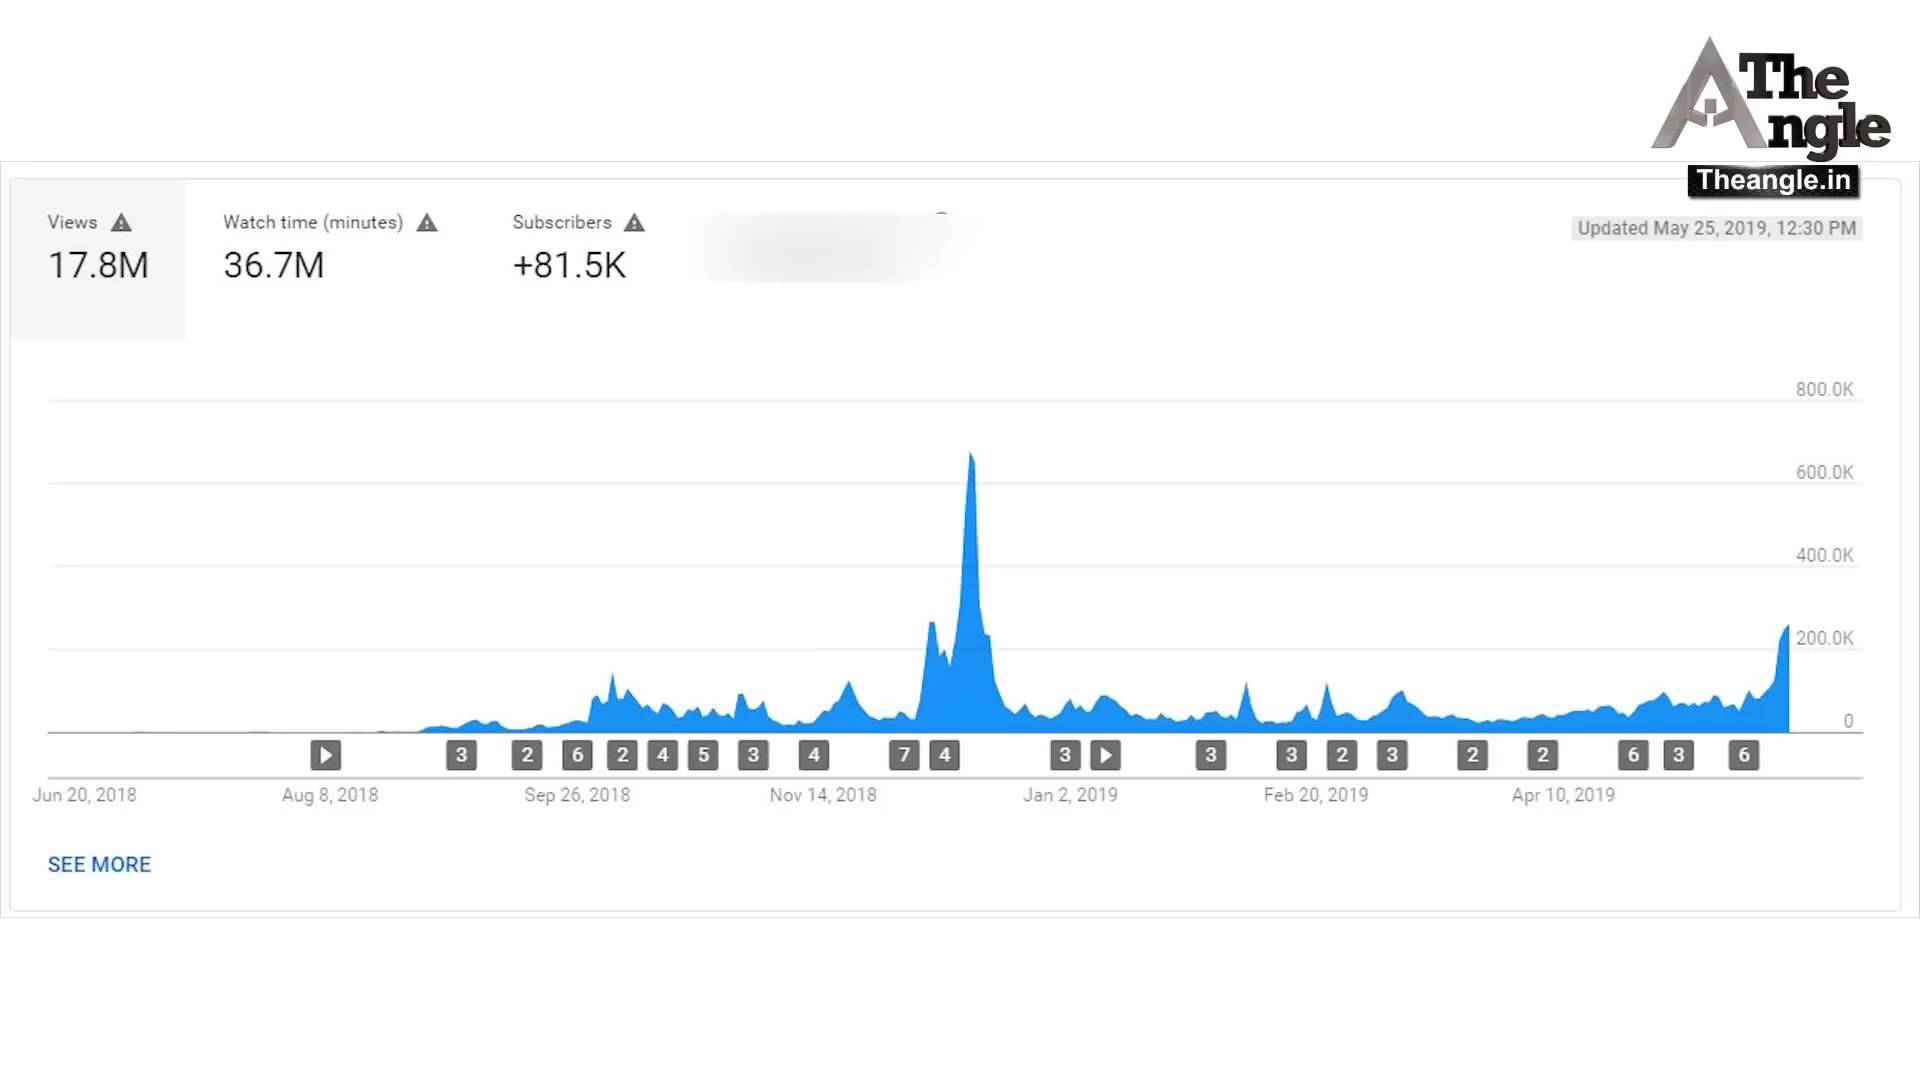 The
Angle
Theangle.in
Views
17.8M
Watch time (minutes)
36.7M
Subscribers
+81.5K
Updated May 25, 2019, 12:30 PM
800.0K
600.0K
400.0K
200.0K
0
3 2 6 2 4 5 3 4 7 4 3 3 3 2 3 2 2 6 3 6
Jun 20, 2018 Aug 8, 2018 Sep 26, 2018 Nov 14, 2018 Jan 2, 2019 Feb 20, 2019 Apr 10, 2019
SEE MORE